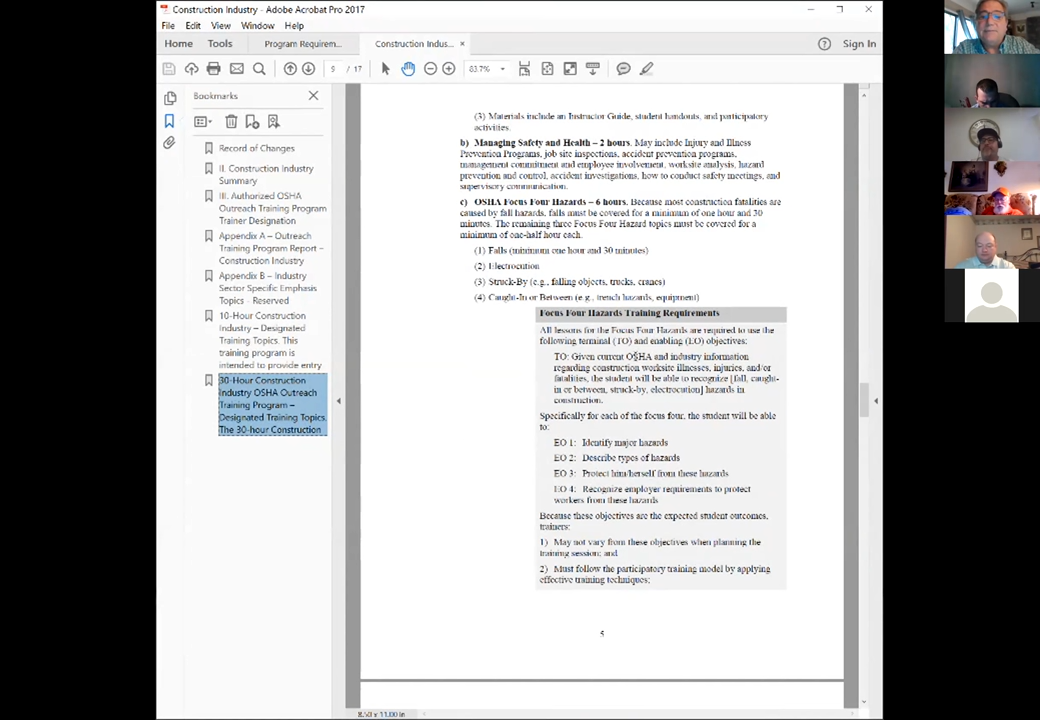 Construction Industry - Adobe Acrobat Pro 2017
File Edit View Window Help
Home Tools Program Requirem... Construction Indus... × Sign In
9 / 17 83.7%
Bookmarks
Record of Changes
II. Construction Industry
Summary
III. Authorized OSHA
Outreach Training Program
Trainer Designation
Appendix A – Outreach
Training Program Report –
Construction Industry
Appendix B – Industry
Sector Specific Emphasis
Topics - Reserved
10-Hour Construction
Industry – Designated
Training Topics. This
training program is
intended to provide entry
30-Hour Construction
Industry OSHA Outreach
Training Program –
Designated Training Topics.
The 30-hour Construction
(3) Materials include an Instructor Guide, student handouts, and participatory
activities.
b) Managing Safety and Health – 2 hours. May include Injury and Illness
Prevention Programs, job site inspections, accident prevention programs,
management commitment and employee involvement, worksite analysis, hazard
prevention and control, accident investigations, how to conduct safety meetings, and
supervisory communication.
c) OSHA Focus Four Hazards – 6 hours. Because most construction fatalities are
caused by fall hazards, falls must be covered for a minimum of one hour and 30
minutes. The remaining three Focus Four Hazard topics must be covered for a
minimum of one-half hour each.
(1) Falls (minimum one hour and 30 minutes)
(2) Electrocution
(3) Struck-By (e.g., falling objects, trucks, cranes)
(4) Caught-In or Between (e.g., trench hazards, equipment)
Focus Four Hazards Training Requirements
All lessons for the Focus Four Hazards are required to use the
following terminal (TO) and enabling (EO) objectives:
TO: Given current OSHA and industry information
regarding construction worksite illnesses, injuries, and/or
fatalities, the student will be able to recognize [fall, caught-
in or between, struck-by, electrocution] hazards in
construction.
Specifically for each of the focus four, the student will be able
to:
EO 1: Identify major hazards
EO 2: Describe types of hazards
EO 3: Protect him/herself from these hazards
EO 4: Recognize employer requirements to protect
workers from these hazards
Because these objectives are the expected student outcomes,
trainers:
1) May not vary from these objectives when planning the
training session; and
2) Must follow the participatory training model by applying
effective training techniques;
5
8.50 x 11.00 in